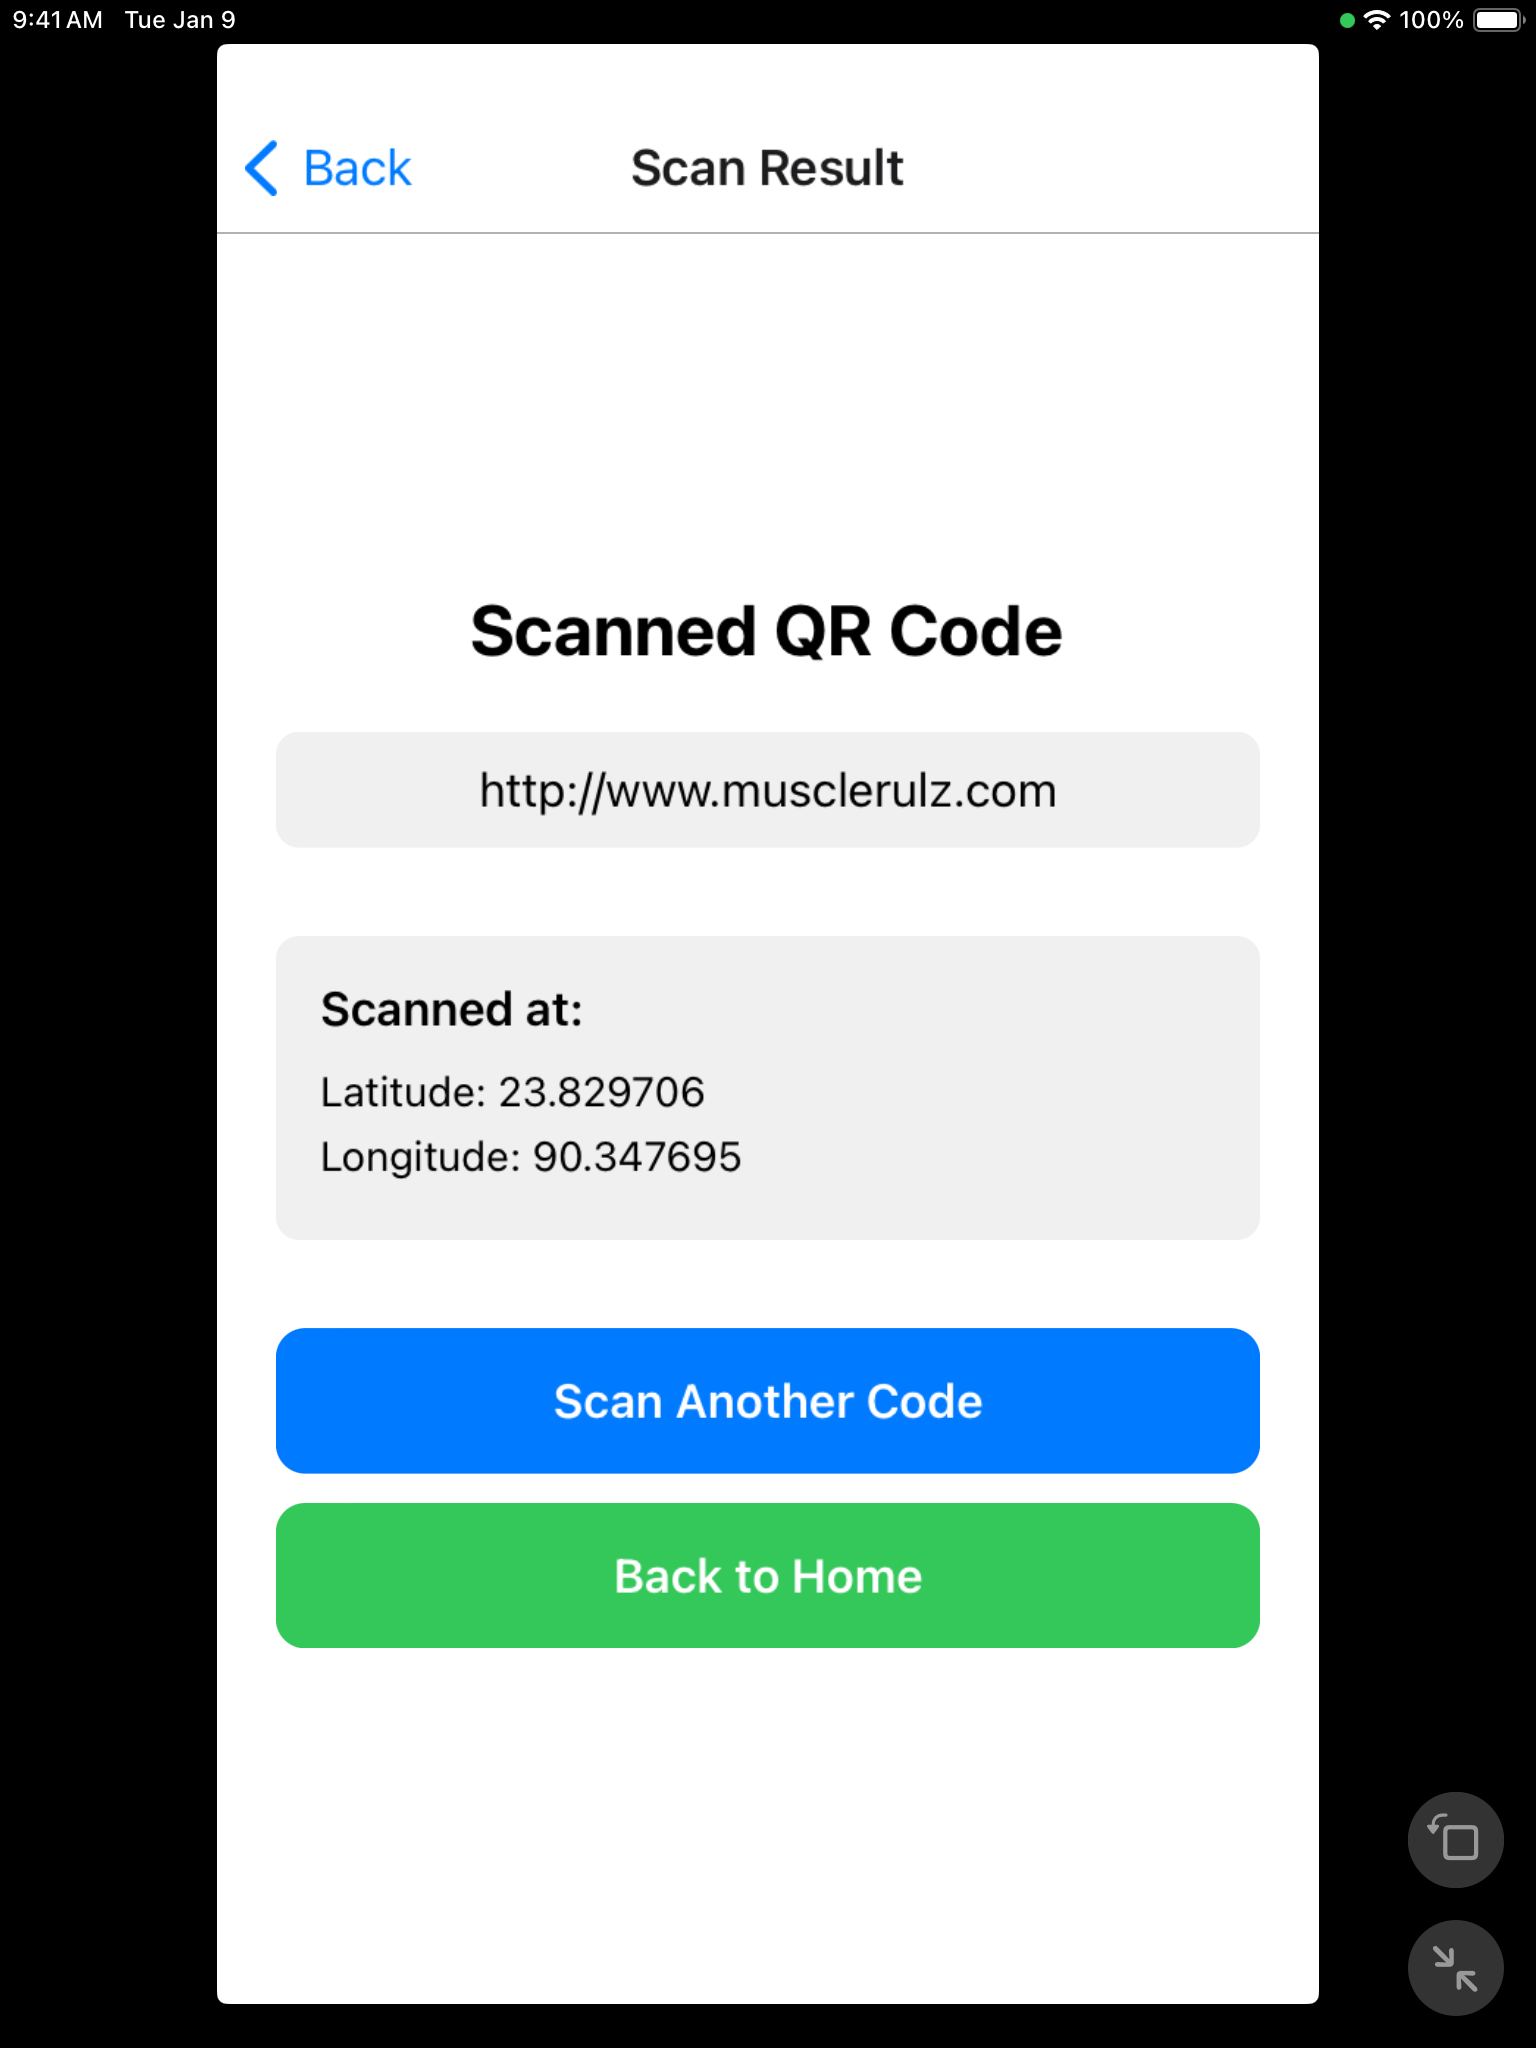 9:41 AM Tue Jan 9
100%
Back
Scan Result
Scanned QR Code
http://www.musclerulz.com
Scanned at:
Latitude: 23.829706
Longitude: 90.347695
Scan Another Code
Back to Home